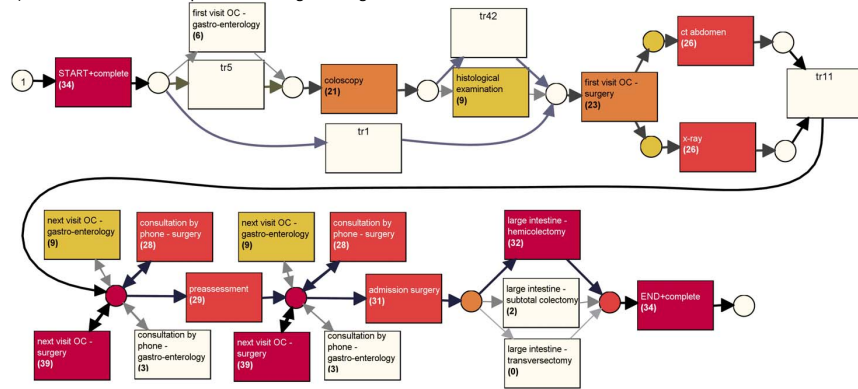 first visit OC -
gastro-enterology
(6)
tr42
ct abdomen
(26)
1
START+complete
(34)
tr5
coloscopy
(21)
histological
examination
(9)
first visit OC -
surgery
(23)
tr11
tr1
x-ray
(26)
next visit OC -
gastro-enterology
(9)
consultation by
phone - surgery
(28)
next visit OC -
gastro-enterology
(9)
consultation by
phone - surgery
(28)
large intestine -
hemicolectomy
(32)
preassessment
(29)
admission surgery
(31)
large intestine -
subtotal colectomy
(2)
END+complete
(34)
next visit OC -
surgery
(39)
consultation by
phone -
gastro-enterology
(3)
next visit OC -
surgery
(39)
consultation by
phone -
gastro-enterology
(3)
large intestine -
transversectomy
(0)